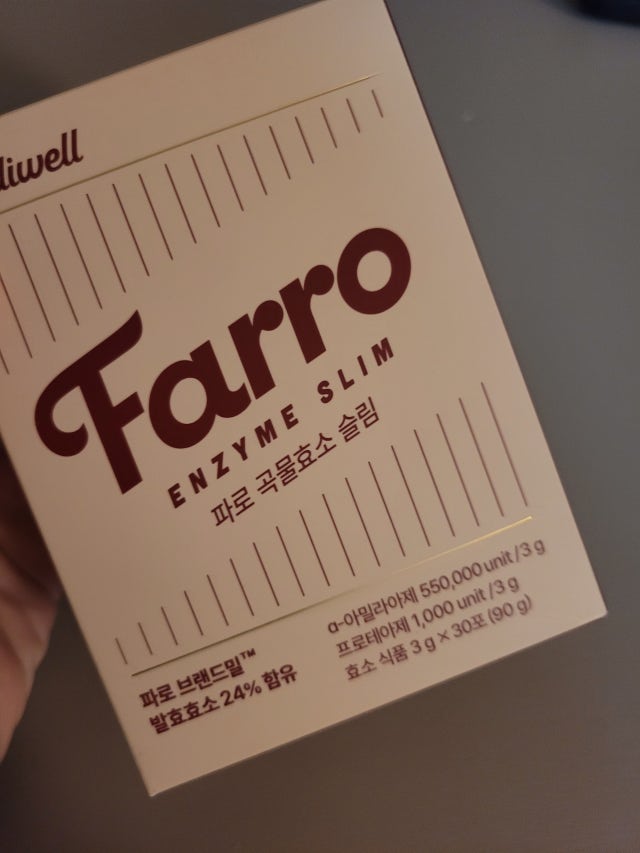 liwell
Farro
ENZYME SLIM
파로 곡물효소 슬림
파로 브랜드밀™
발효효소 24% 함유
α-아밀라아제 550,000 unit / 3 g
프로테아제 1,000 unit / 3 g
효소 식품 3 g × 30포 (90 g)